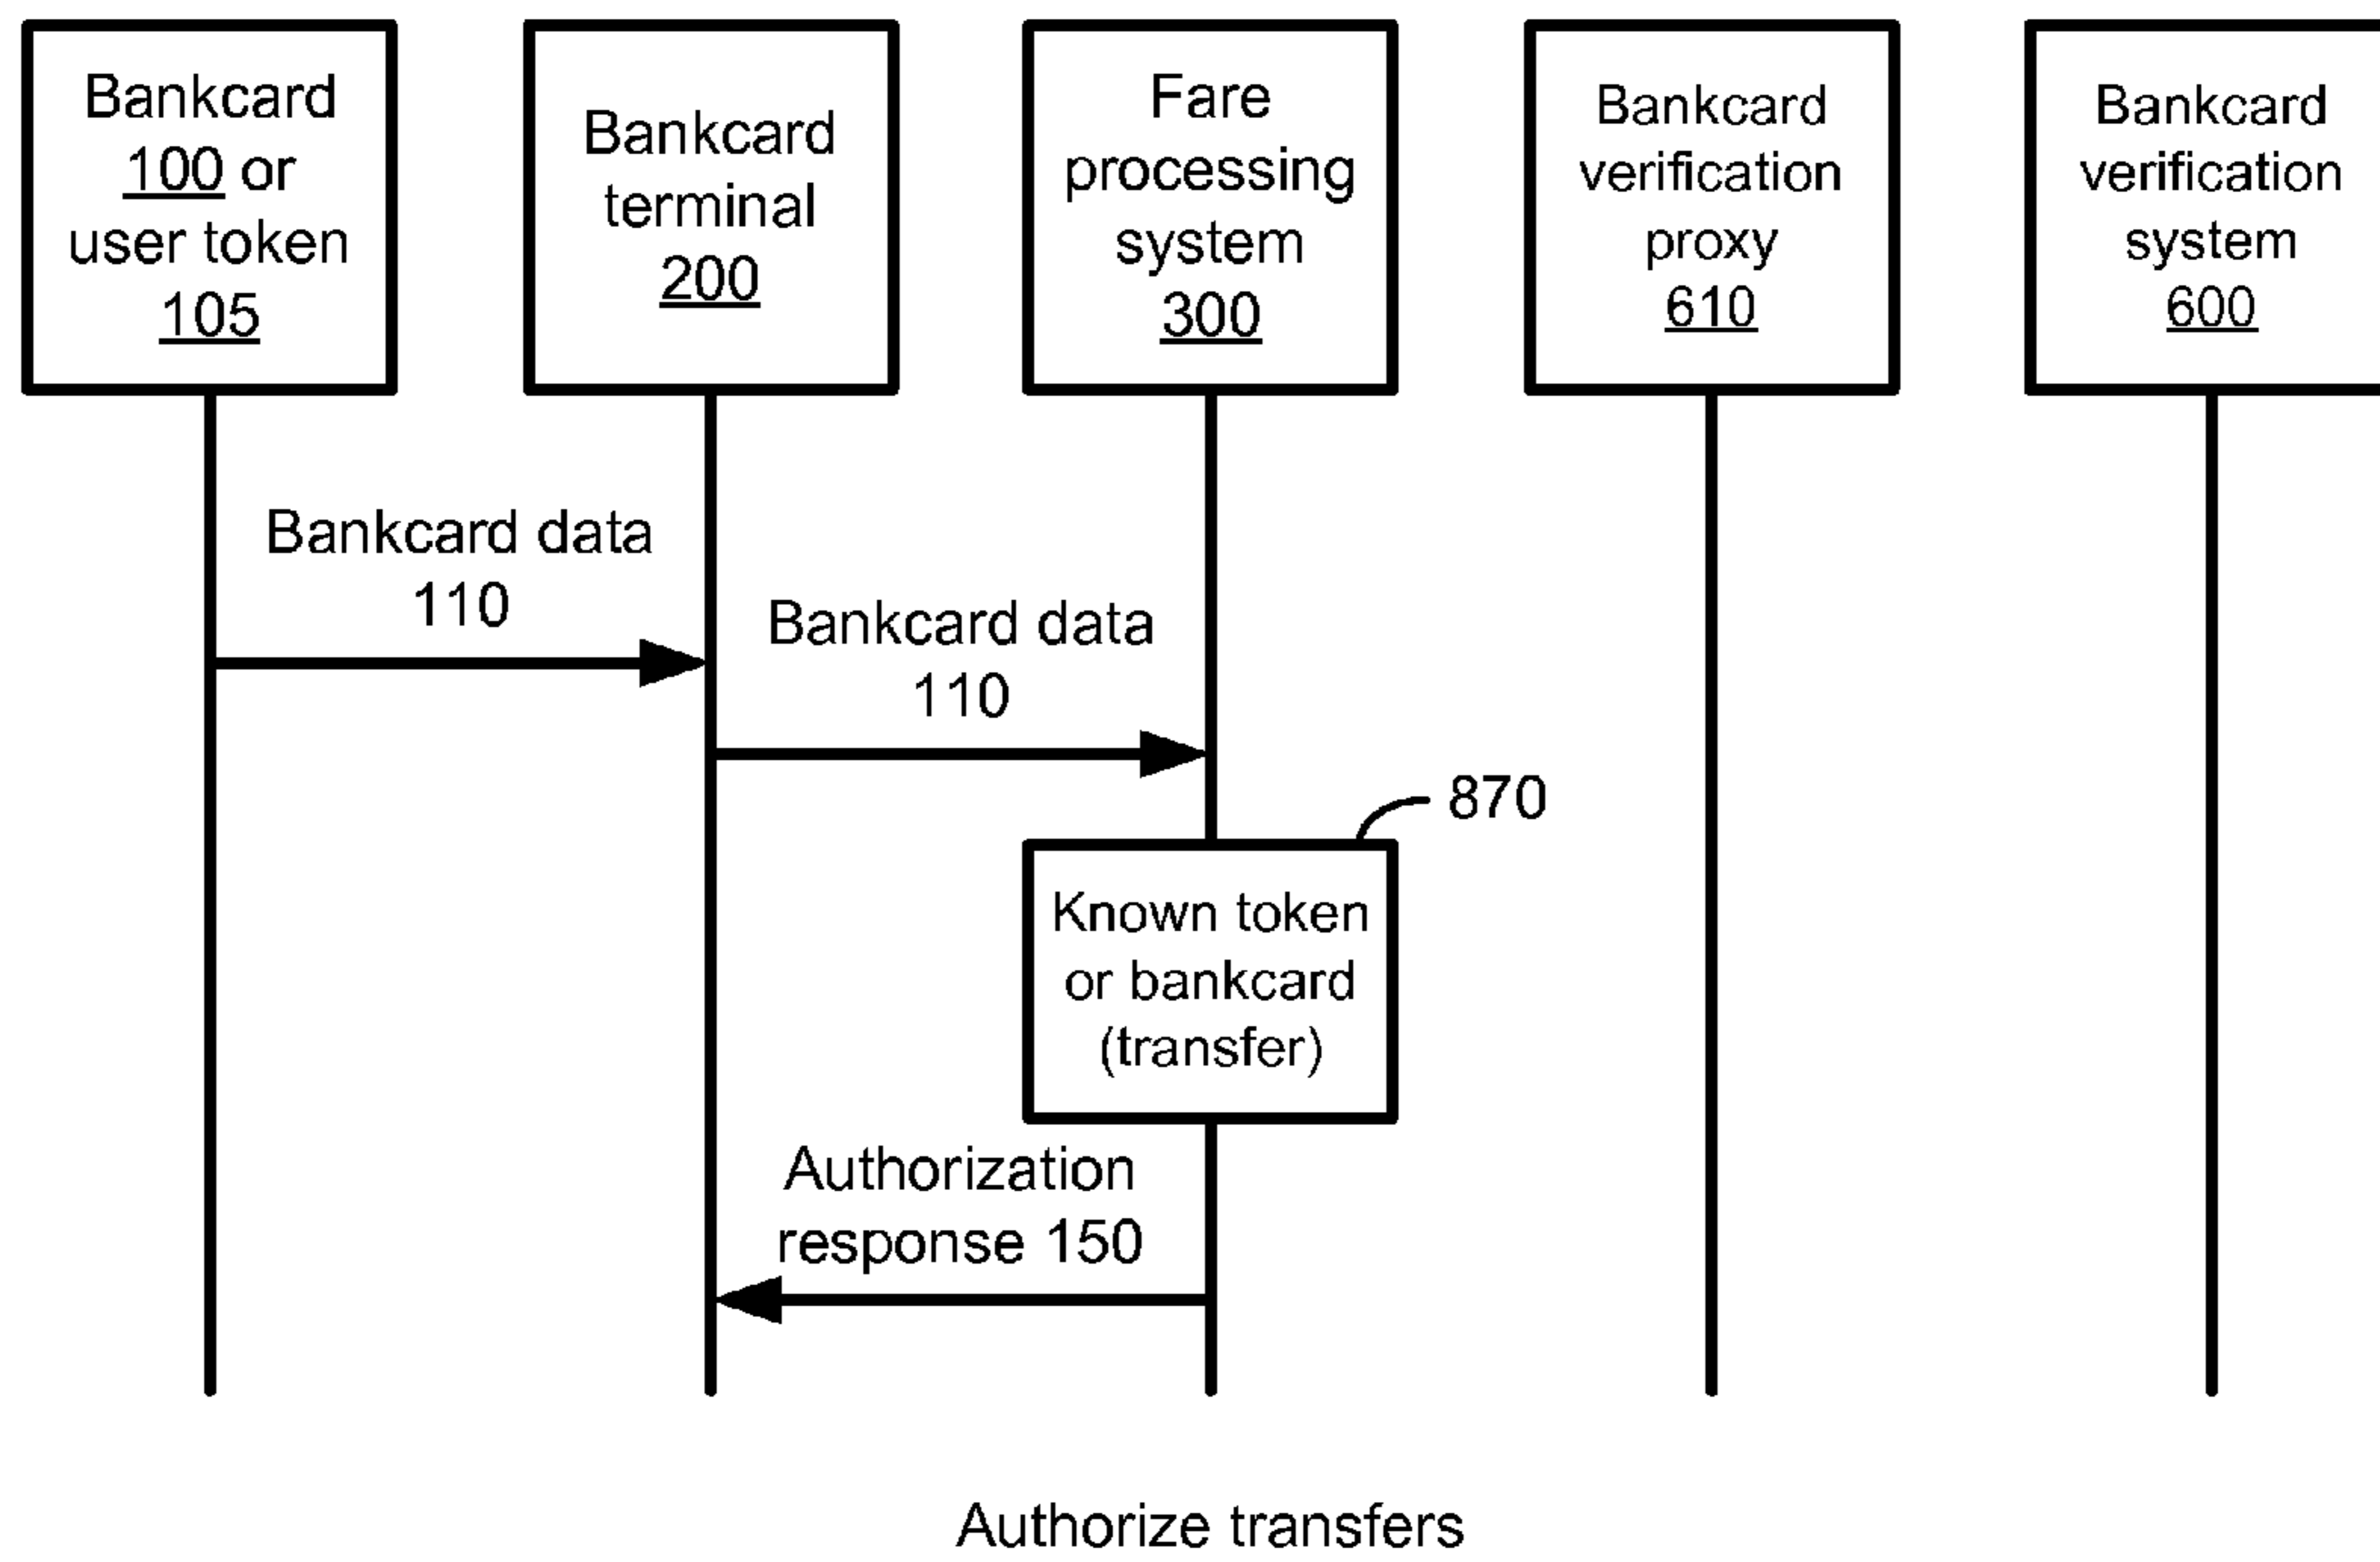 Bankcard
100 or
user token
105
Bankcard
terminal
200
Fare
processing
system
300
Bankcard
verification
proxy
610
Bankcard
verification
system
600
Bankcard data
110
Bankcard data
110
870
Known token
or bankcard
(transfer)
Authorization
response 150
Authorize transfers